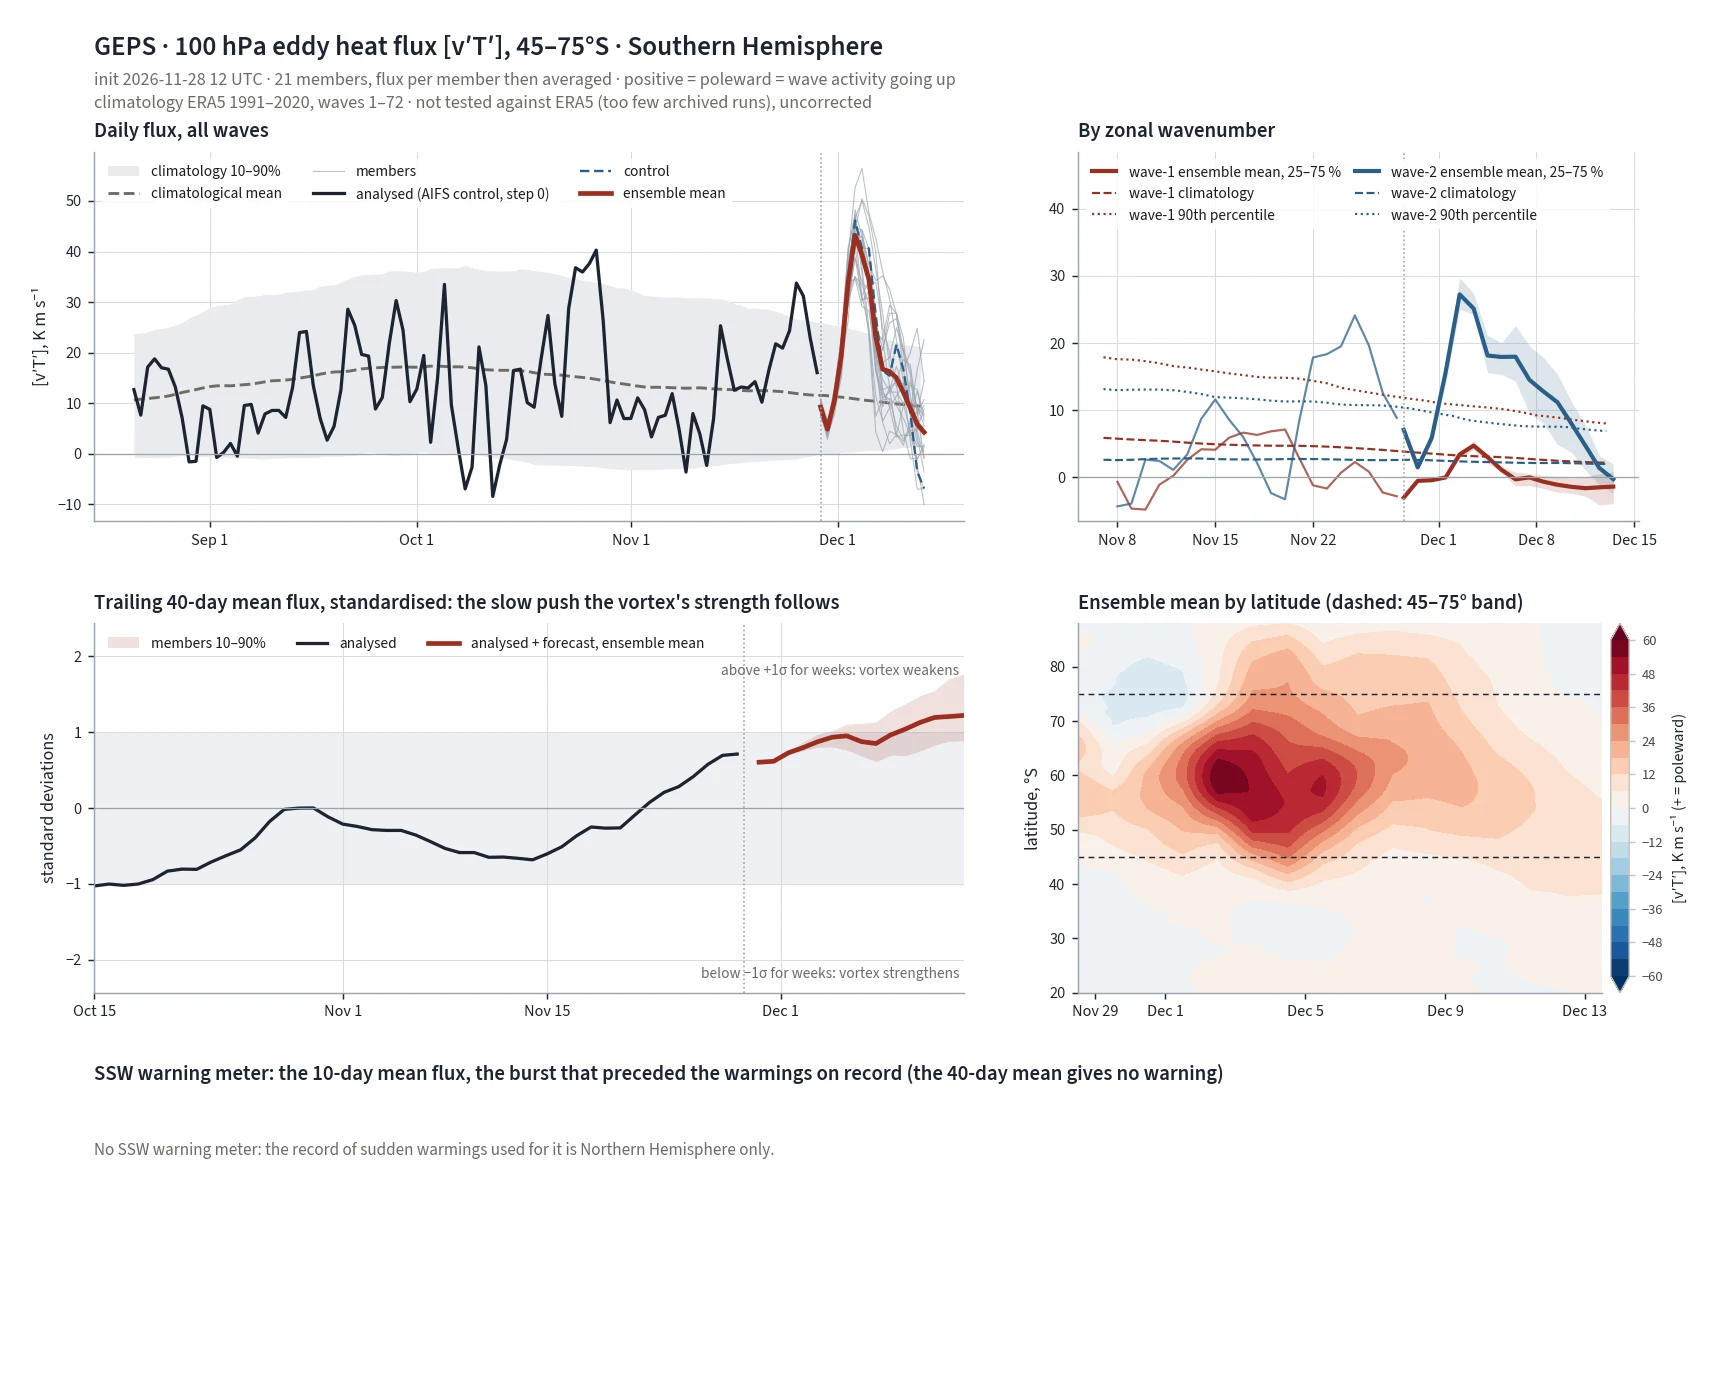 GEPS · 100 hPa eddy heat flux [v′T′], 45–75°S · Southern Hemisphere
init 2026-11-28 12 UTC · 21 members, flux per member then averaged · positive = poleward = wave activity going up
climatology ERA5 1991–2020, waves 1–72 · not tested against ERA5 (too few archived runs), uncorrected
Daily flux, all waves
climatology 10–90%
members
control
climatological mean
analysed (AIFS control, step 0)
ensemble mean
[v′T′], K m s⁻¹
50
40
30
20
10
0
−10
Sep 1
Oct 1
Nov 1
Dec 1
By zonal wavenumber
wave-1 ensemble mean, 25–75 %
wave-2 ensemble mean, 25–75 %
wave-1 climatology
wave-2 climatology
wave-1 90th percentile
wave-2 90th percentile
40
30
20
10
0
Nov 8
Nov 15
Nov 22
Dec 1
Dec 8
Dec 15
Trailing 40-day mean flux, standardised: the slow push the vortex's strength follows
members 10–90%
analysed
analysed + forecast, ensemble mean
above +1σ for weeks: vortex weakens
below −1σ for weeks: vortex strengthens
standard deviations
2
1
0
−1
−2
Oct 15
Nov 1
Nov 15
Dec 1
Ensemble mean by latitude (dashed: 45–75° band)
latitude, °S
80
70
60
50
40
30
20
Nov 29
Dec 1
Dec 5
Dec 9
Dec 13
60
48
36
24
12
0
−12
−24
−36
−48
−60
[v′T′], K m s⁻¹ (+ = poleward)
SSW warning meter: the 10-day mean flux, the burst that preceded the warmings on record (the 40-day mean gives no warning)
No SSW warning meter: the record of sudden warmings used for it is Northern Hemisphere only.